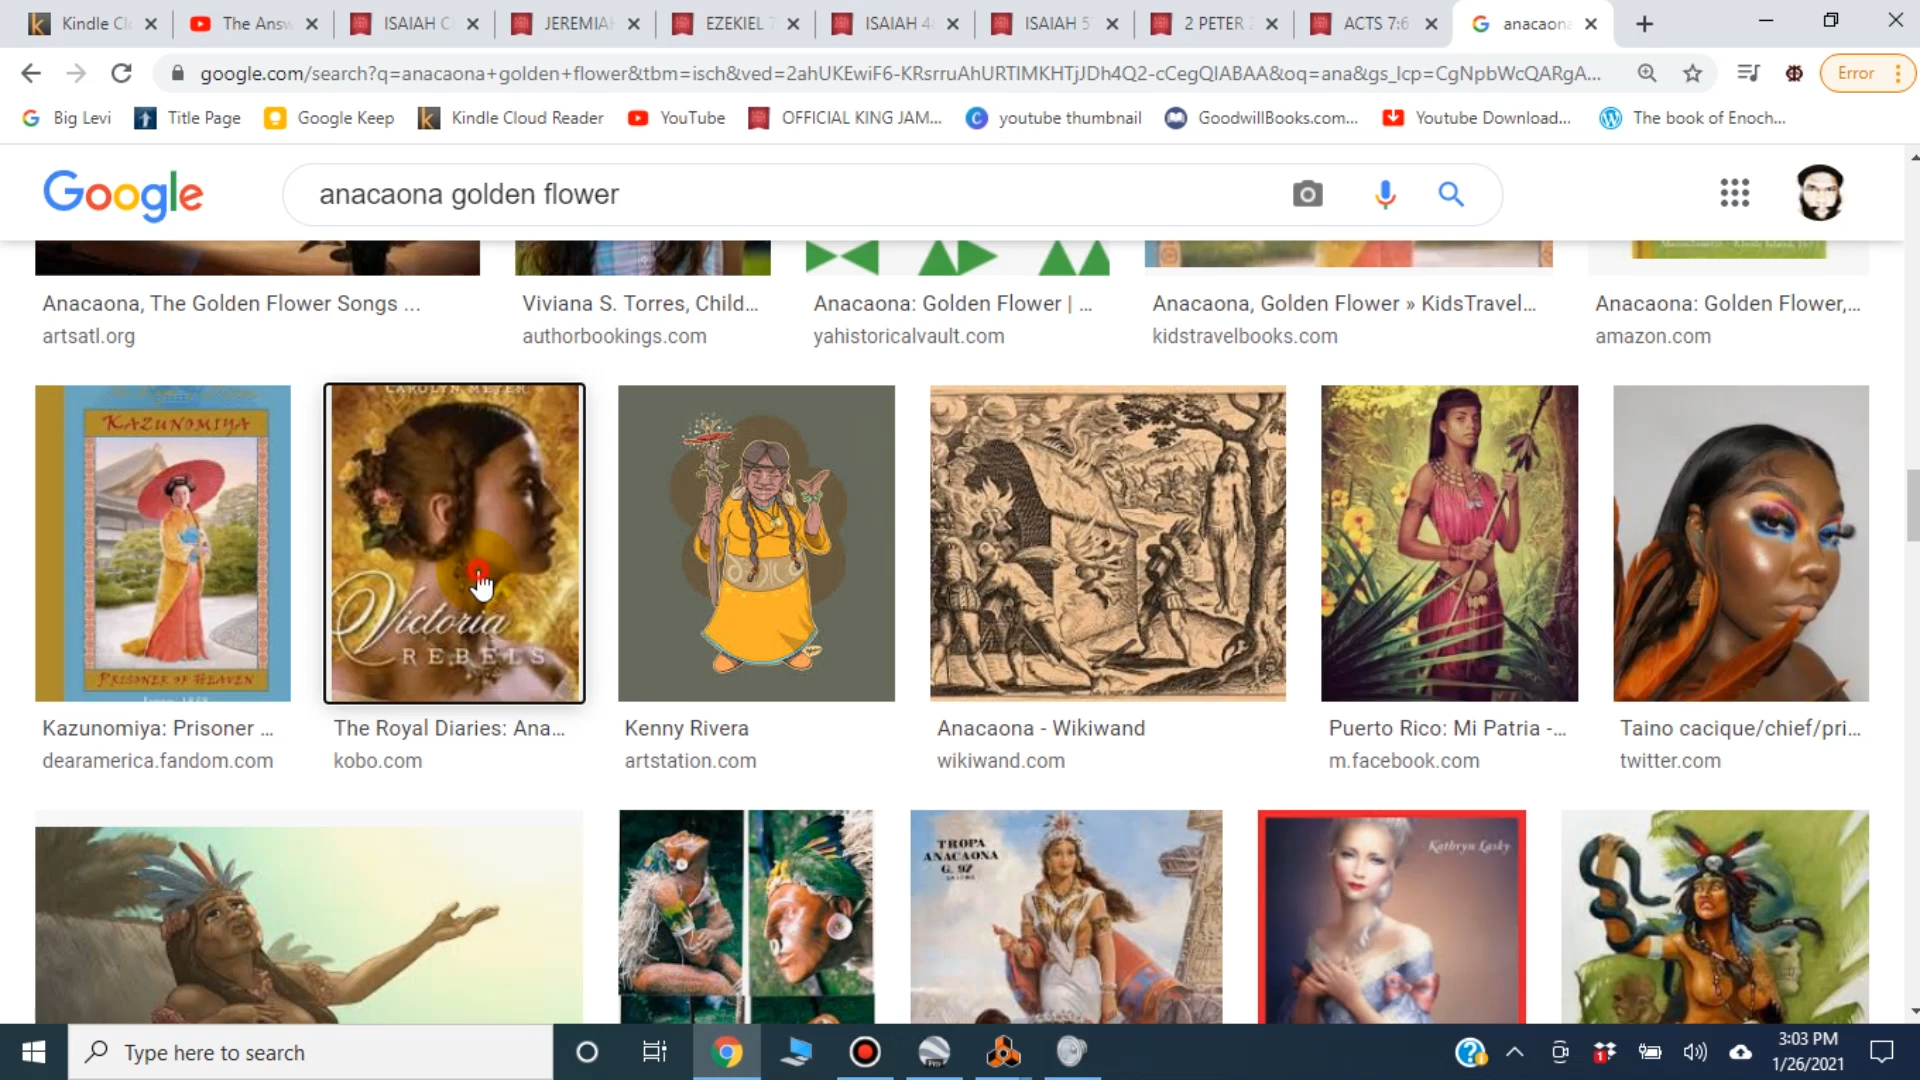 Kindle Cl
The Answ
ISAIAH C
JEREMIAH
EZEKIEL 7
ISAIAH 4
ISAIAH 5
2 PETER 2
ACTS 7:6
anacaona
google.com/search?q=anacaona+golden+flower&tbm=isch&ved=2ahUKEwiF6-KRsrruAhURTIMKHTjJDh4Q2-cCegQIABAA&oq=ana&gs_lcp=CgNpbWcQARgA...
Error
Big Levi
Title Page
Google Keep
Kindle Cloud Reader
YouTube
OFFICIAL KING JAM...
youtube thumbnail
GoodwillBooks.com...
Youtube Download...
The book of Enoch...
Google
anacaona golden flower
Anacaona, The Golden Flower Songs ...
artsatl.org
Viviana S. Torres, Child...
authorbookings.com
Anacaona: Golden Flower | ...
yahistoricalvault.com
Anacaona, Golden Flower » KidsTravel...
kidstravelbooks.com
Anacaona: Golden Flower,...
amazon.com
KAZUNOMIYA
PRISONER OF HEAVEN
CAROLYN MEYER
Victoria
REBELS
Kazunomiya: Prisoner ...
dearamerica.fandom.com
The Royal Diaries: Ana...
kobo.com
Kenny Rivera
artstation.com
Anacaona - Wikiwand
wikiwand.com
Puerto Rico: Mi Patria -...
m.facebook.com
Taino cacique/chief/pri...
twitter.com
TROPA
ANACAONA
G. 97
Kathryn Lasky
Type here to search
3:03 PM
1/26/2021